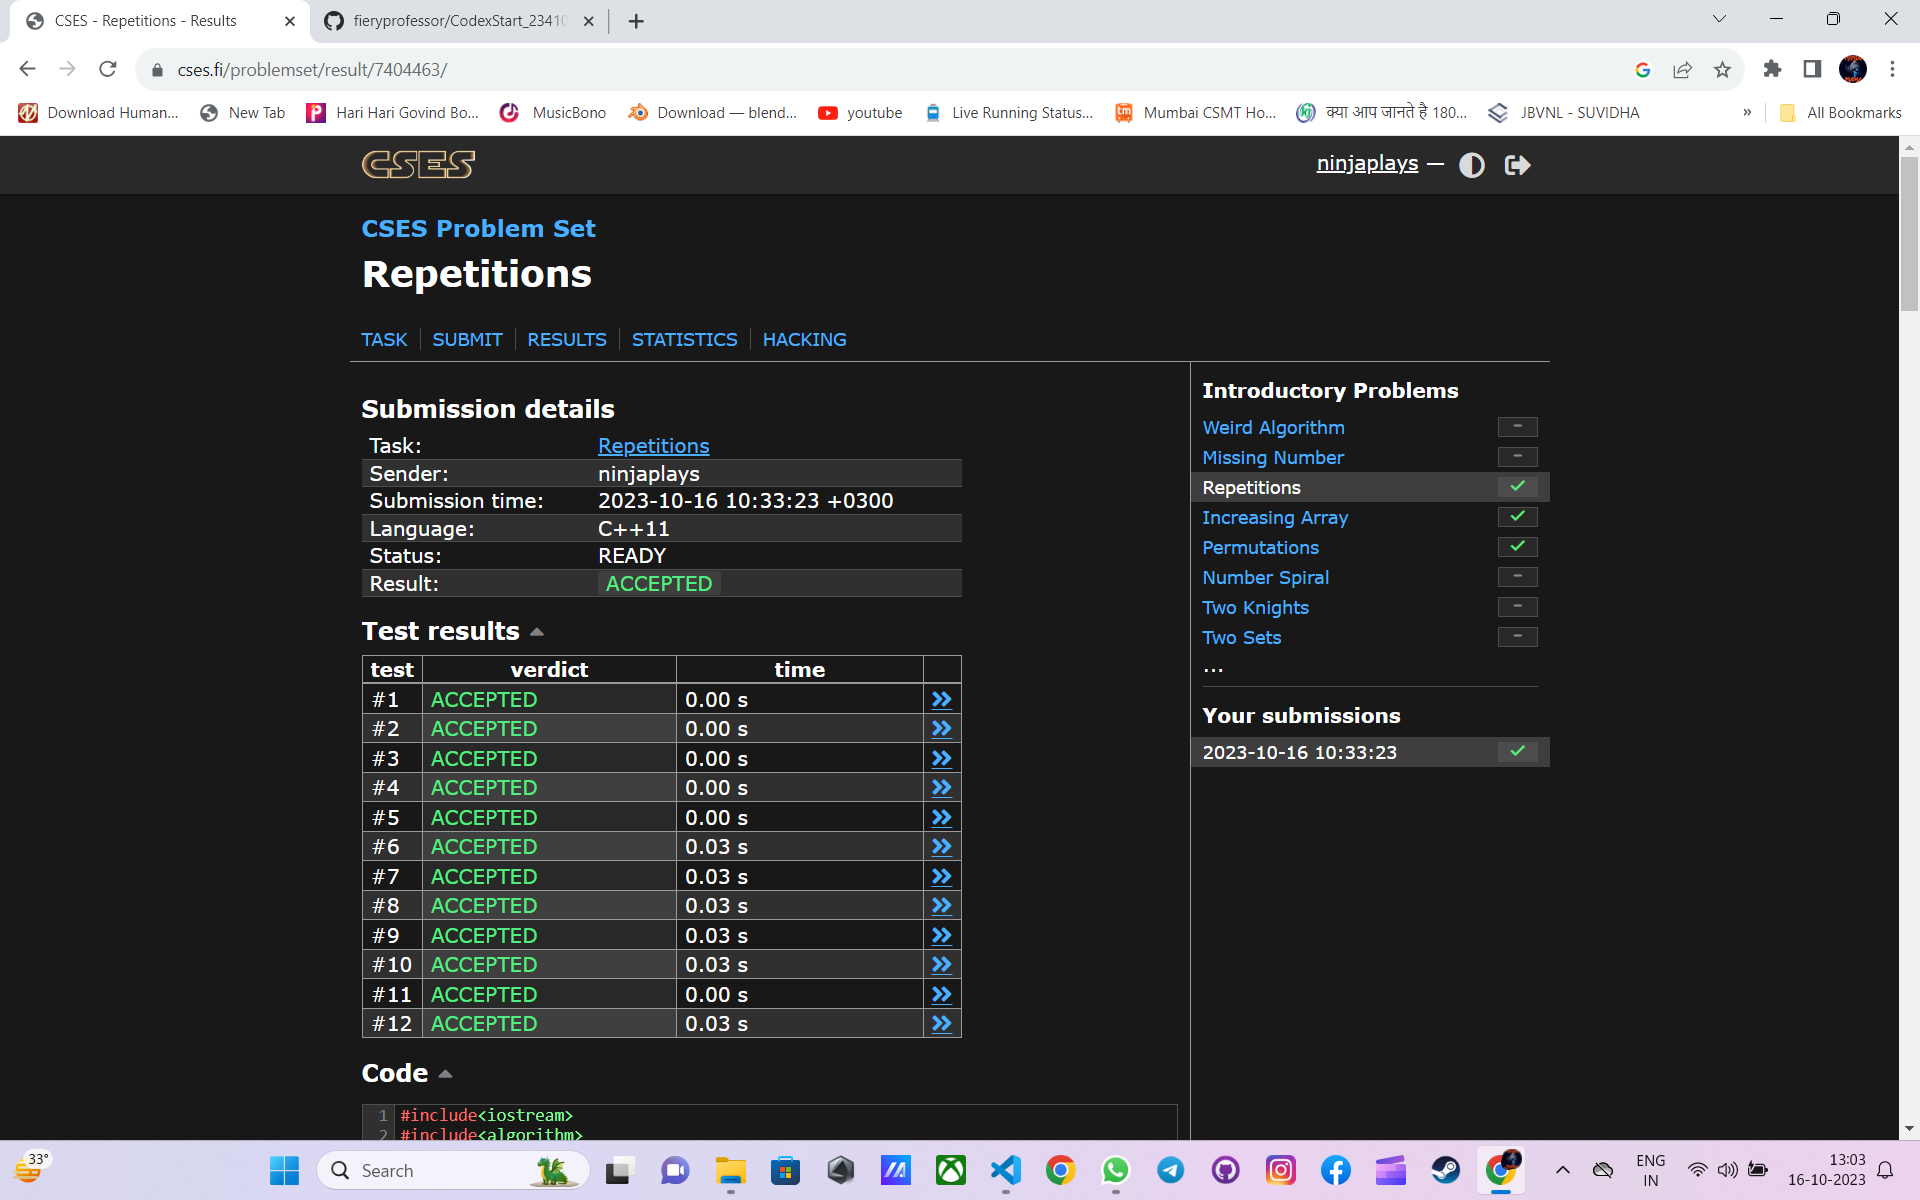 CSES - Repetitions - Results
fieryprofessor/CodexStart_2341
cses.fi/problemset/result/7404463/
Download Human...
New Tab
Hari Hari Govind Bo...
MusicBono
Download — blend...
youtube
Live Running Status...
Mumbai CSMT Ho...
क्या आप जानते है 180...
JBVNL - SUVIDHA
»
All Bookmarks
CSES
ninjaplays —
CSES Problem Set
Repetitions
TASK
SUBMIT
RESULTS
STATISTICS
HACKING
Submission details
Task: Repetitions
Sender: ninjaplays
Submission time: 2023-10-16 10:33:23 +0300
Language: C++11
Status: READY
Result: ACCEPTED
Test results
test verdict time
#1 ACCEPTED 0.00 s
#2 ACCEPTED 0.00 s
#3 ACCEPTED 0.00 s
#4 ACCEPTED 0.00 s
#5 ACCEPTED 0.00 s
#6 ACCEPTED 0.03 s
#7 ACCEPTED 0.03 s
#8 ACCEPTED 0.03 s
#9 ACCEPTED 0.03 s
#10 ACCEPTED 0.03 s
#11 ACCEPTED 0.00 s
#12 ACCEPTED 0.03 s
Code
1 #include<iostream>
2 #include<algorithm>
Introductory Problems
Weird Algorithm –
Missing Number –
Repetitions
Increasing Array
Permutations
Number Spiral –
Two Knights –
Two Sets –
...
Your submissions
2023-10-16 10:33:23
33°
Search
ENG
IN
13:03
16-10-2023